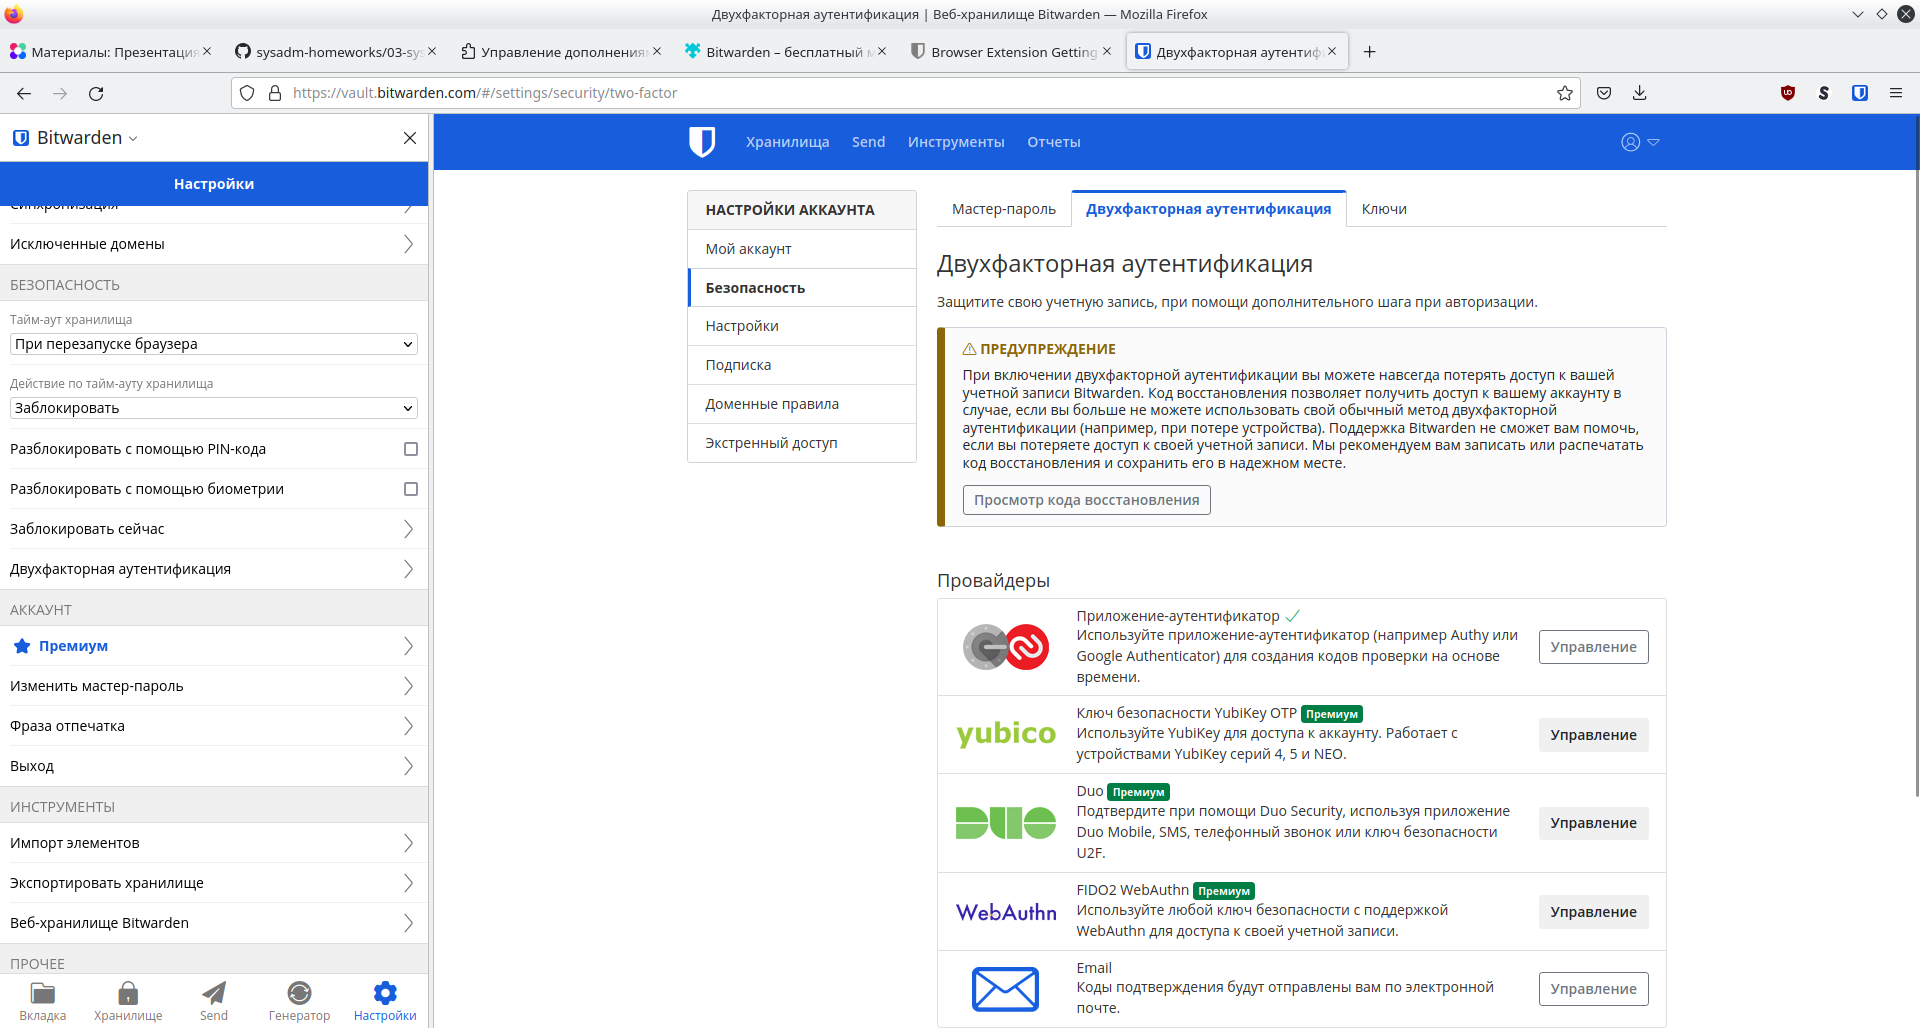 Двухфакторная аутентификация | Веб-хранилище Bitwarden — Mozilla Firefox
Материалы: Презентация
sysadm-homeworks/03-sys
Управление дополнениям
Bitwarden – бесплатный м
Browser Extension Getting
Двухфакторная аутентиф
https://vault.bitwarden.com/#/settings/security/two-factor
Bitwarden
Настройки
Синхронизация
Исключенные домены
БЕЗОПАСНОСТЬ
Тайм-аут хранилища
При перезапуске браузера
Действие по тайм-ауту хранилища
Заблокировать
Разблокировать с помощью PIN-кода
Разблокировать с помощью биометрии
Заблокировать сейчас
Двухфакторная аутентификация
АККАУНТ
Премиум
Изменить мастер-пароль
Фраза отпечатка
Выход
ИНСТРУМЕНТЫ
Импорт элементов
Экспортировать хранилище
Веб-хранилище Bitwarden
ПРОЧЕЕ
Вкладка
Хранилище
Send
Генератор
Настройки
Хранилища
Send
Инструменты
Отчеты
НАСТРОЙКИ АККАУНТА
Мой аккаунт
Безопасность
Настройки
Подписка
Доменные правила
Экстренный доступ
Мастер-пароль
Двухфакторная аутентификация
Ключи
Двухфакторная аутентификация
Защитите свою учетную запись, при помощи дополнительного шага при авторизации.
ПРЕДУПРЕЖДЕНИЕ
При включении двухфакторной аутентификации вы можете навсегда потерять доступ к вашей
учетной записи Bitwarden. Код восстановления позволяет получить доступ к вашему аккаунту в
случае, если вы больше не можете использовать свой обычный метод двухфакторной
аутентификации (например, при потере устройства). Поддержка Bitwarden не сможет вам помочь,
если вы потеряете доступ к своей учетной записи. Мы рекомендуем вам записать или распечатать
код восстановления и сохранить его в надежном месте.
Просмотр кода восстановления
Провайдеры
Приложение-аутентификатор
Используйте приложение-аутентификатор (например Authy или
Google Authenticator) для создания кодов проверки на основе
времени.
Управление
yubico
Ключ безопасности YubiKey OTP Премиум
Используйте YubiKey для доступа к аккаунту. Работает с
устройствами YubiKey серий 4, 5 и NEO.
Управление
DUO
Duo Премиум
Подтвердите при помощи Duo Security, используя приложение
Duo Mobile, SMS, телефонный звонок или ключ безопасности
U2F.
Управление
WebAuthn
FIDO2 WebAuthn Премиум
Используйте любой ключ безопасности с поддержкой
WebAuthn для доступа к своей учетной записи.
Управление
Email
Коды подтверждения будут отправлены вам по электронной
почте.
Управление